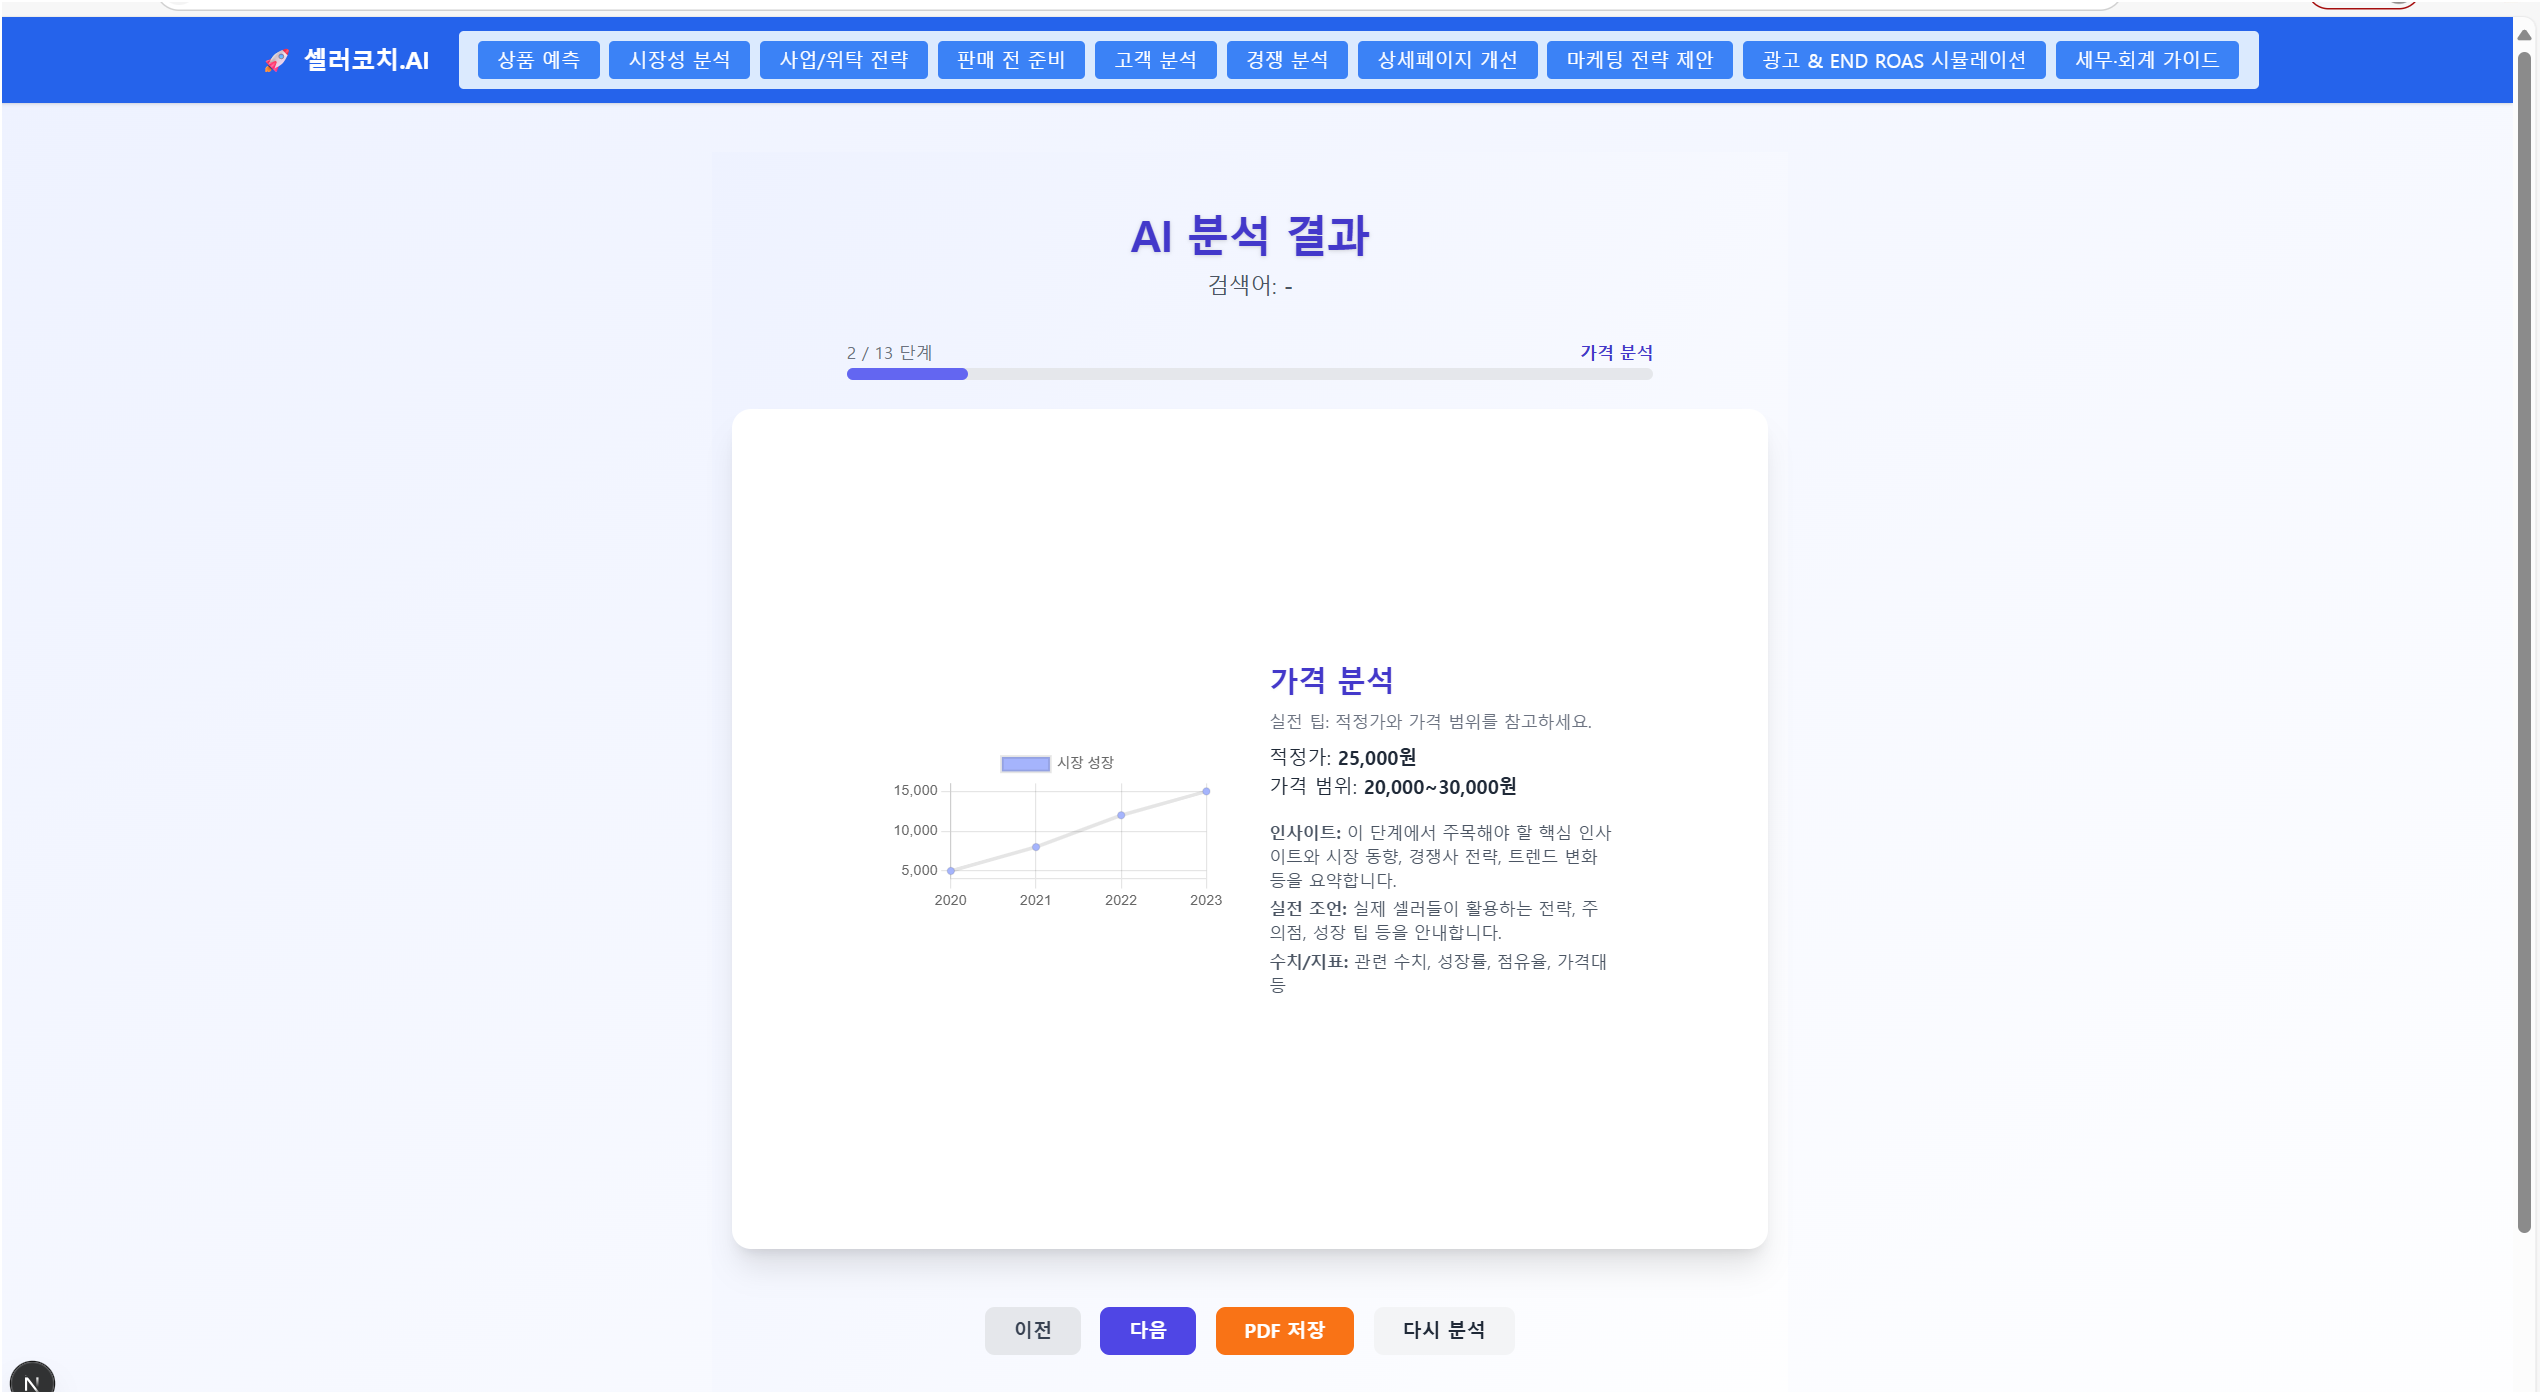 🚀 셀러코치.AI
상품 예측
시장성 분석
사업/위탁 전략
판매 전 준비
고객 분석
경쟁 분석
상세페이지 개선
마케팅 전략 제안
광고 & END ROAS 시뮬레이션
세무·회계 가이드
AI 분석 결과
검색어: -
2 / 13 단계
가격 분석
시장 성장
15,000
10,000
5,000
2020 2021 2022 2023
가격 분석
실전 팁: 적정가와 가격 범위를 참고하세요.
적정가: 25,000원
가격 범위: 20,000~30,000원
인사이트: 이 단계에서 주목해야 할 핵심 인사
이트와 시장 동향, 경쟁사 전략, 트렌드 변화
등을 요약합니다.
실전 조언: 실제 셀러들이 활용하는 전략, 주
의점, 성장 팁 등을 안내합니다.
수치/지표: 관련 수치, 성장률, 점유율, 가격대
등
이전
다음
PDF 저장
다시 분석
N